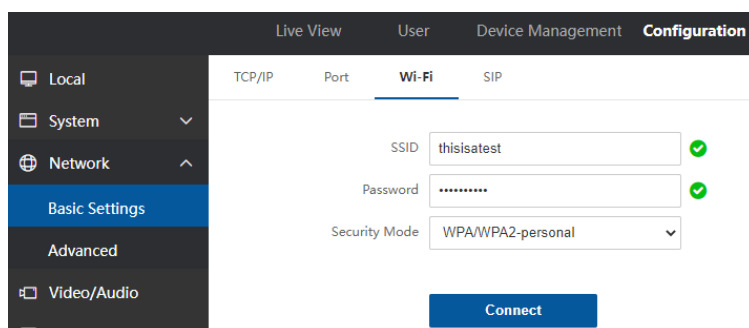 Live View User Device Management Configuration
Local
TCP/IP Port Wi-Fi SIP
System
SSID thisisatest
Network
Password ••••••••••
Basic Settings
Security Mode WPA/WPA2-personal
Advanced
Video/Audio
Connect